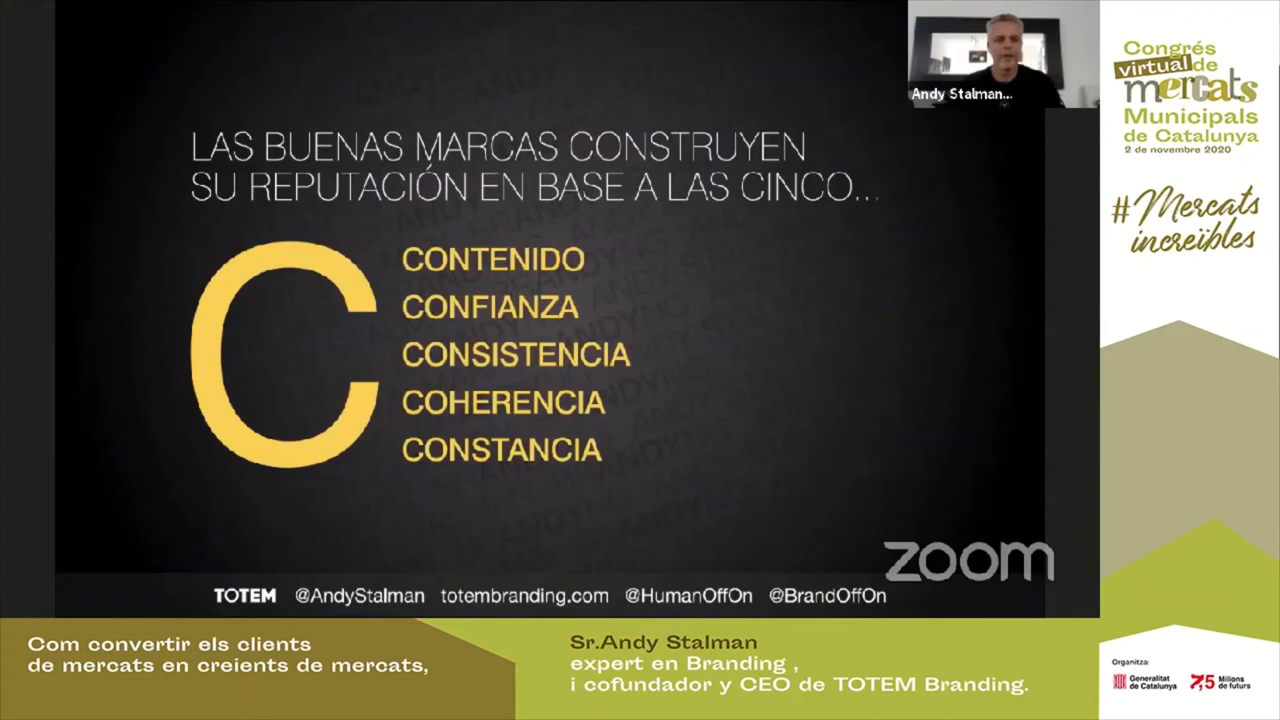 LAS BUENAS MARCAS CONSTRUYEN
SU REPUTACIÓN EN BASE A LAS CINCO...
C
CONTENIDO
CONFIANZA
CONSISTENCIA
COHERENCIA
CONSTANCIA
zoom
TOTEM @AndyStalman totembranding.com @HumanOffOn @BrandOffOn
Andy Stalman...
Congrés
virtual de
mercats
Municipals
de Catalunya
2 de novembre 2020
#Mercats
increïbles
Com convertir els clients
de mercats en creients de mercats,
Sr.Andy Stalman
expert en Branding ,
i cofundador y CEO de TOTEM Branding.
Organitza:
Generalitat
de Catalunya
7,5 Milions
de futurs